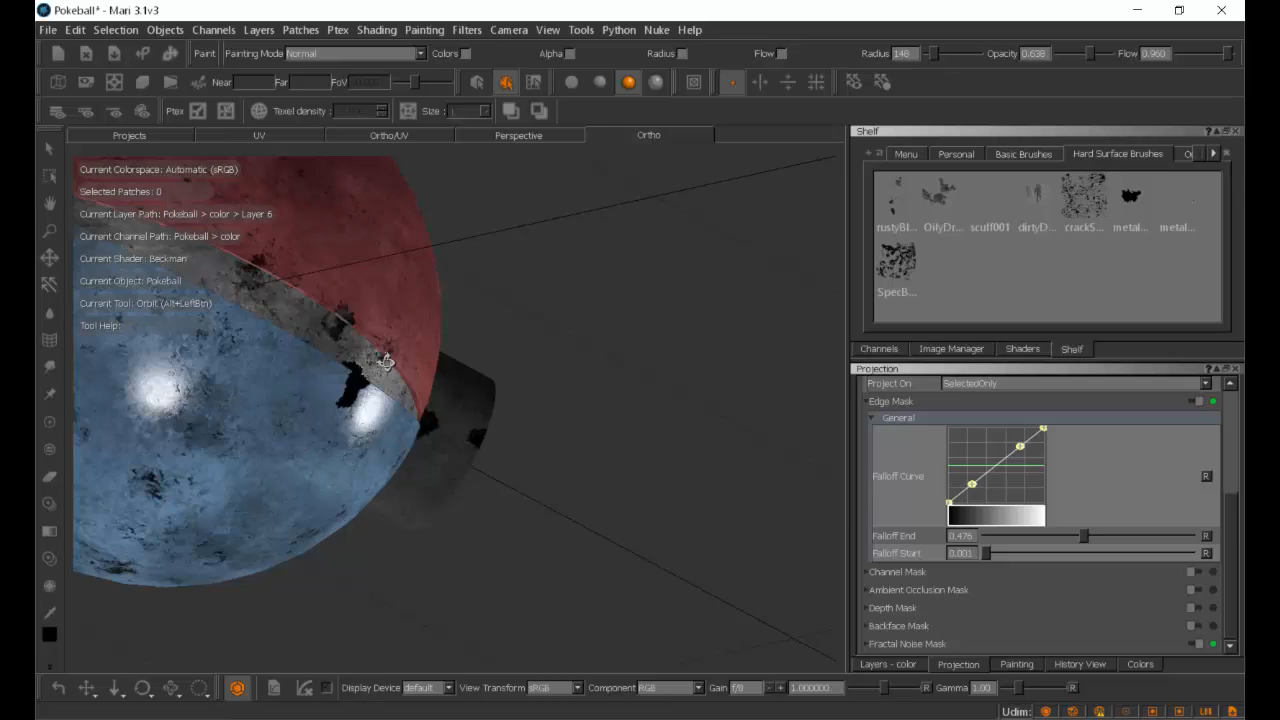 Pokeball* - Mari 3.1v3
File Edit Selection Objects Channels Layers Patches Ptex Shading Painting Filters Camera View Tools Python Nuke Help
Paint Painting Mode Normal Colors Alpha Radius Flow Radius 148 Opacity 0.638 Flow 0.960
Near Far FoV
Ptex Texel density Size :
Projects UV Ortho/UV Perspective Ortho
Current Colorspace: Automatic (sRGB)
Selected Patches: 0
Current Layer Path: Pokeball > color > Layer 6
Current Channel Path: Pokeball > color
Current Shader: Beckman
Current Object: Pokeball
Current Tool: Orbit (Alt+LeftBtn)
Tool Help:
Shelf
Menu Personal Basic Brushes Hard Surface Brushes
rustyBl... OilyDr... scuff001 dirtyD... crackS... metal... metal...
SpecB...
Channels Image Manager Shaders Shelf
Projection
Project On SelectedOnly
Edge Mask
General
Falloff Curve R
Falloff End 0.476 R
Falloff Start 0.001 R
Channel Mask
Ambient Occlusion Mask
Depth Mask
Backface Mask
Fractal Noise Mask
Layers - color Projection Painting History View Colors
Display Device default View Transform sRGB Component RGB Gain f/8 1.000000 R Gamma 1.00 R
Udim: